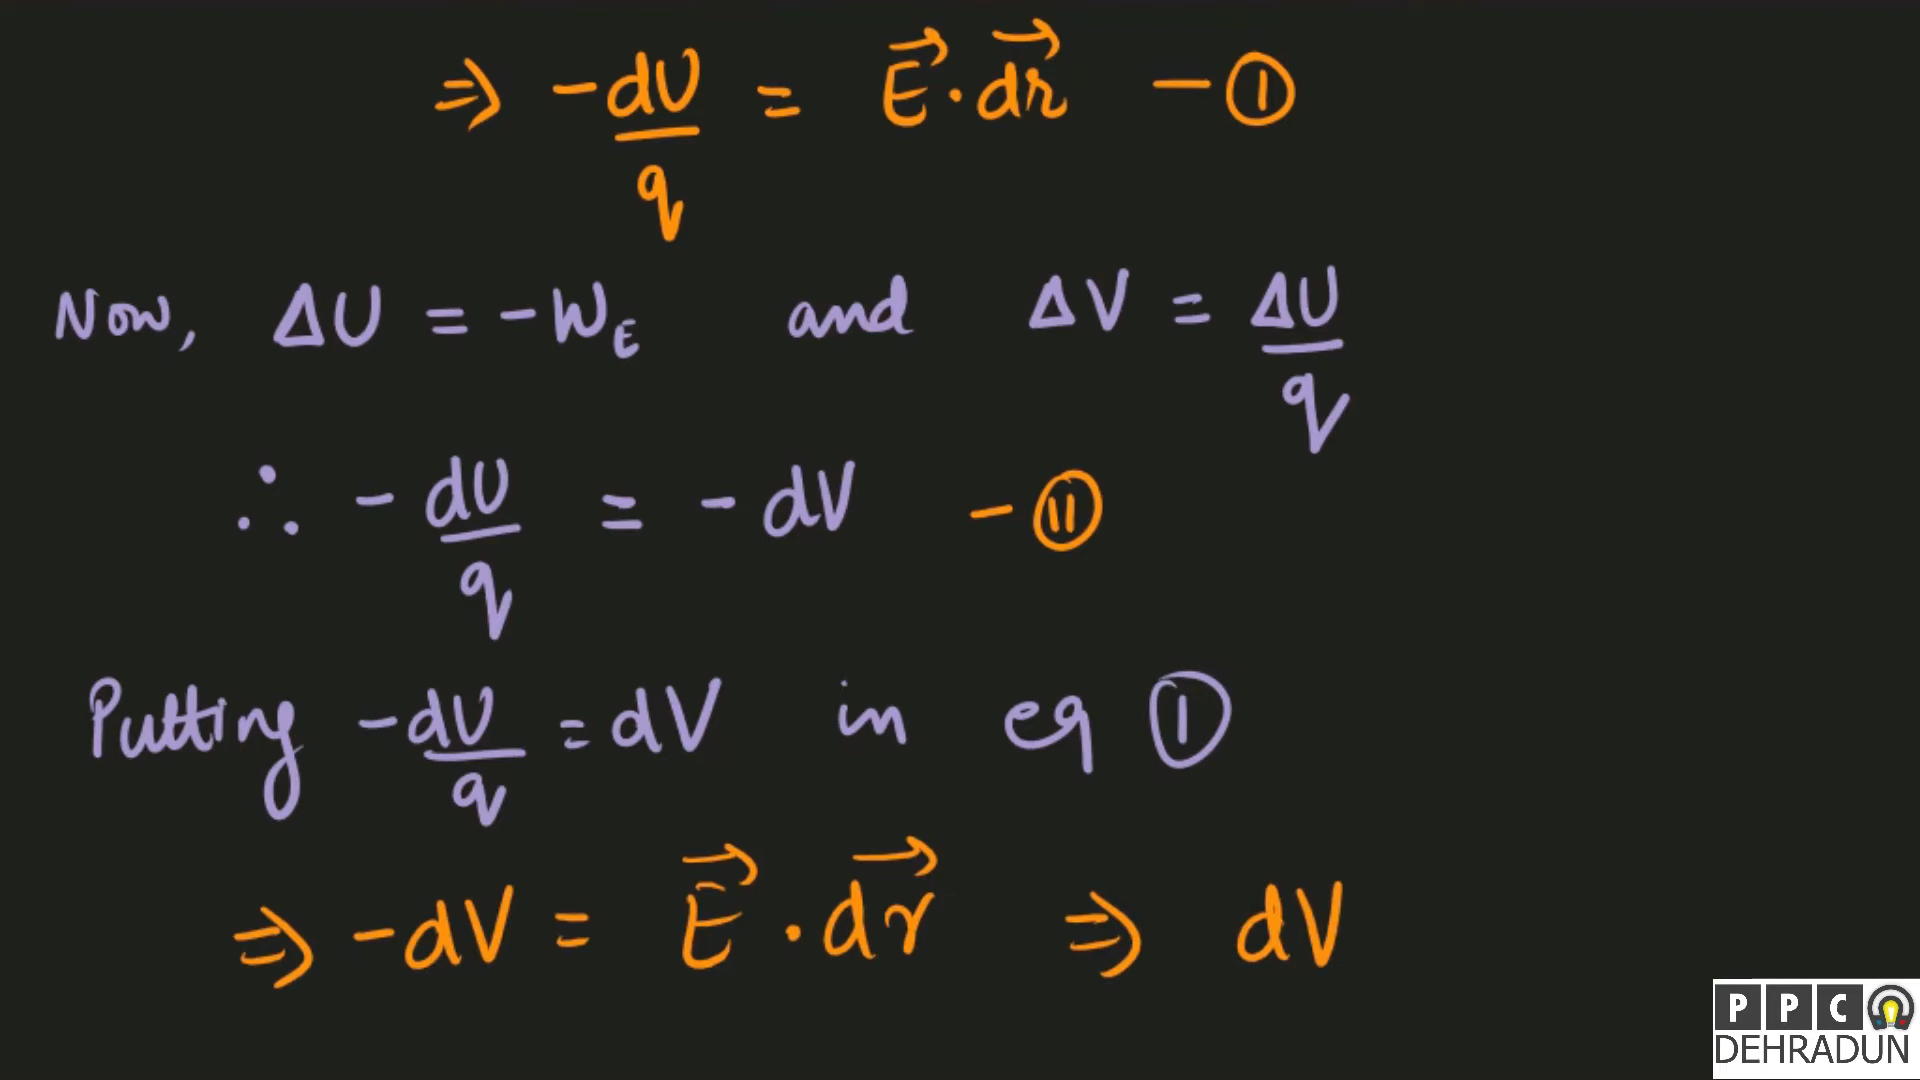 ⇒ -dU/q = E⃗ . dr⃗ - ①
Now, ΔU = -W_E and ΔV = ΔU/q
∴ - dU/q = - dV - ⑪
Putting -dU/q = dV in eq ①
⇒ -dV = E⃗ . dr⃗ ⇒ dV
PPC
DEHRADUN